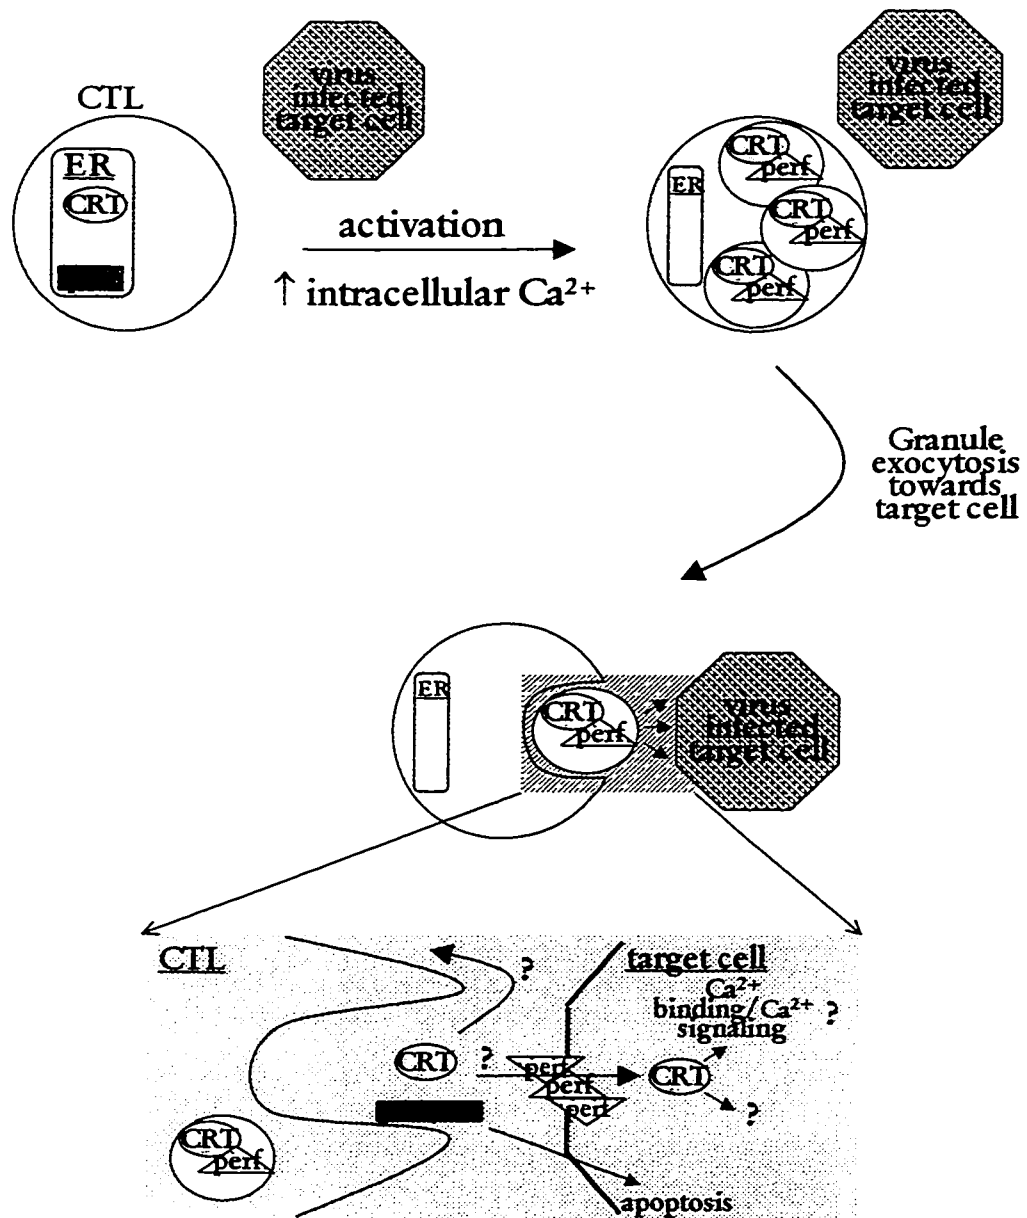 CTL
virus
infected
target cell
ER
CRT
activation
↑ intracellular Ca²⁺
virus
infected
target cell
ER
CRT
perf
CRT
perf
CRT
perf
Granule
exocytosis
towards
target cell
ER
CRT
perf
virus
infected
target cell
CTL
?
target cell
Ca²⁺
binding/Ca²⁺ ?
signaling
CRT
?
perf
perf
perf
CRT
?
CRT
perf
apoptosis